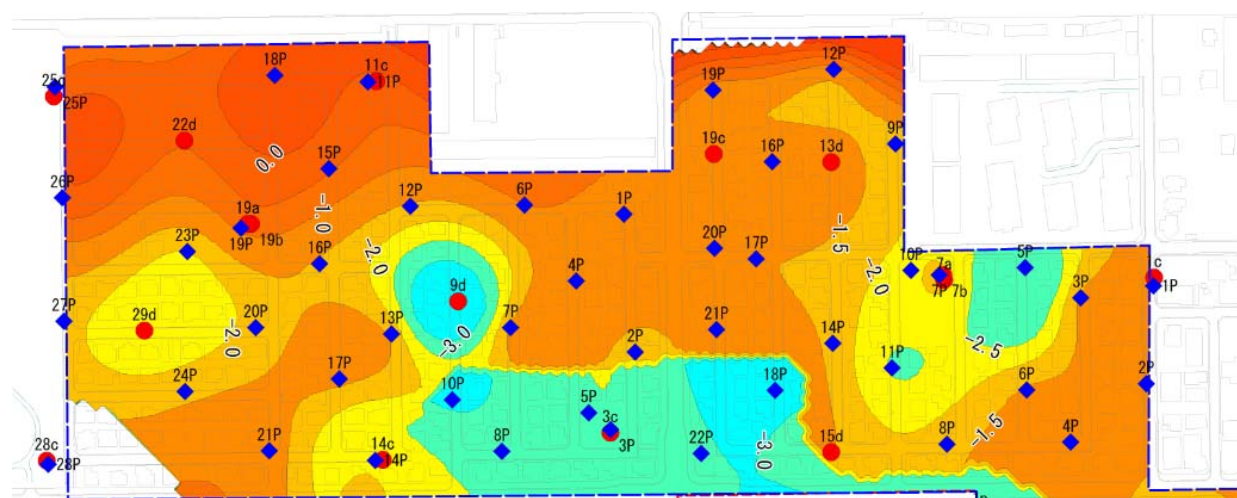 18P
11c
11P
12P
25c
25P
19P
22d
9P
19c
16P
13d
0.0
15P
26P
12P
6P
1P
19a
19P
19b
-1.0
-1.5
23P
16P
-2.0
20P
17P
4P
-2.0
10P
7a
7P
7b
5P
3P
c
1P
9d
27P
29d
20P
-2.0
13P
-3.0
7P
2P
21P
14P
-2.5
11P
24P
17P
10P
18P
6P
2P
5P
3c
3P
21P
14c
14P
8P
22P
-3.0
15d
8P
-1.5
4P
28c
28P